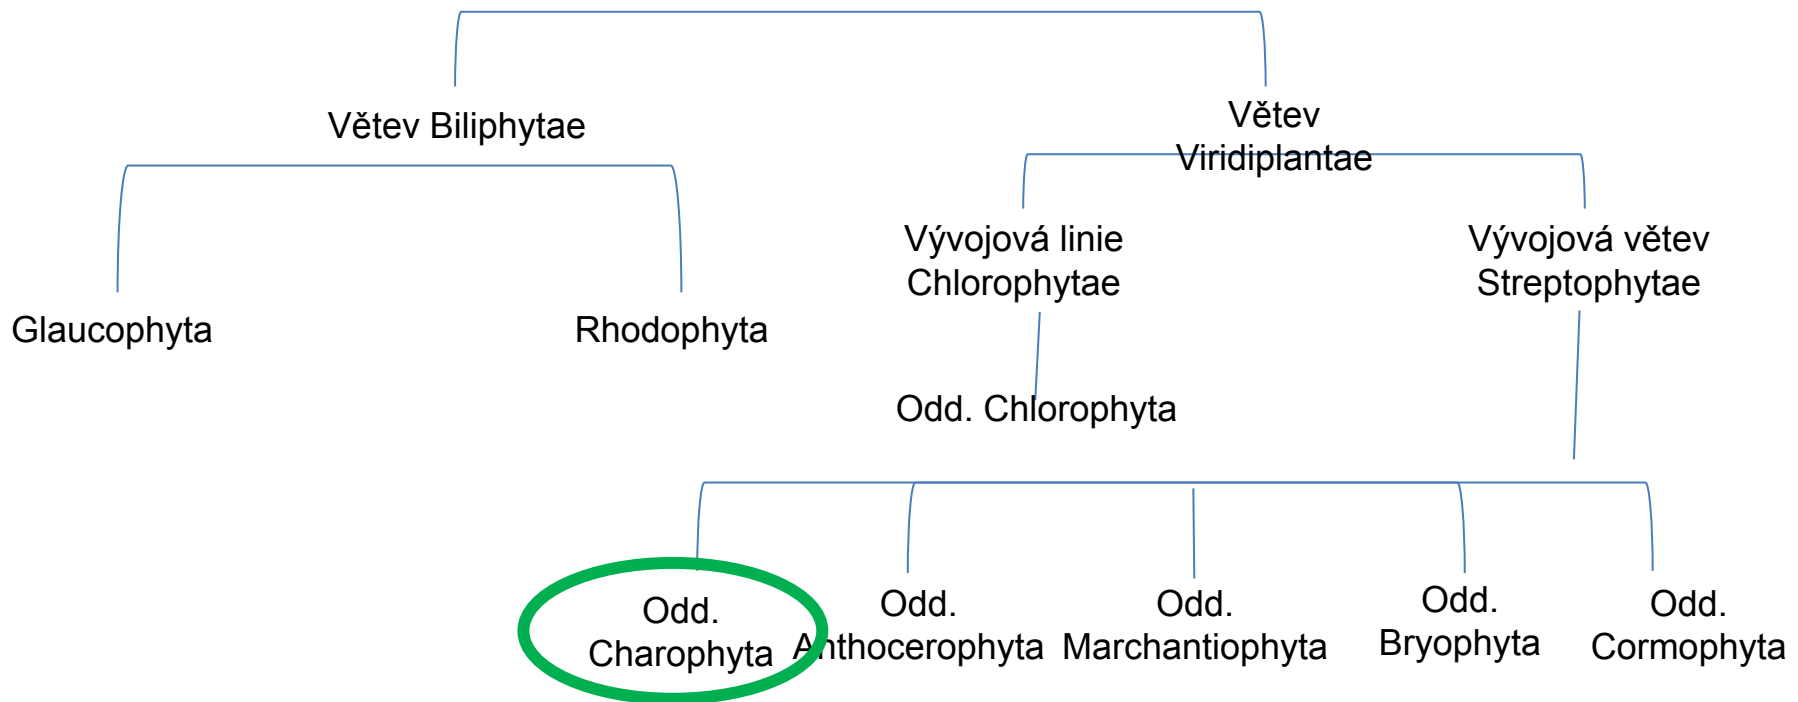 Větev Biliphytae
Větev
Viridiplantae
Vývojová linie
Chlorophytae
Vývojová větev
Streptophytae
Glaucophyta
Rhodophyta
Odd. Chlorophyta
Odd.
Charophyta
Odd.
Anthocerophyta
Odd.
Marchantiophyta
Odd.
Bryophyta
Odd.
Cormophyta